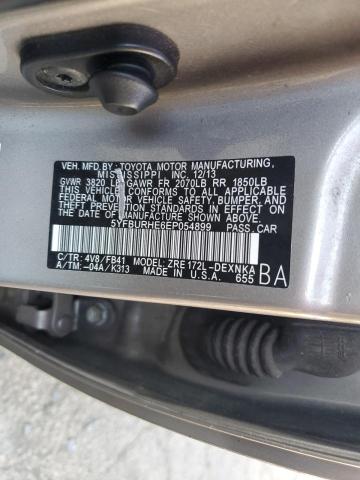 VEH. MFD. BY: TOYOTA MOTOR MANUFACTURING,
MISSISSIPPI, INC. 12/13
GVWR 3820 LB GAWR FR 2070LB RR 1850LB
THIS VEHICLE CONFORMS TO ALL APPLICABLE
FEDERAL MOTOR VEHICLE SAFETY, BUMPER, AND
THEFT PREVENTION STANDARDS IN EFFECT ON
THE DATE OF MANUFACTURE SHOWN ABOVE.
5YFBURHE6EP054899 PASS. CAR
C/TR: 4V8/FB41 MODEL: ZRE172L-DEXNKA BA
A/TM: -04A/K313 MADE IN U.S.A. 655